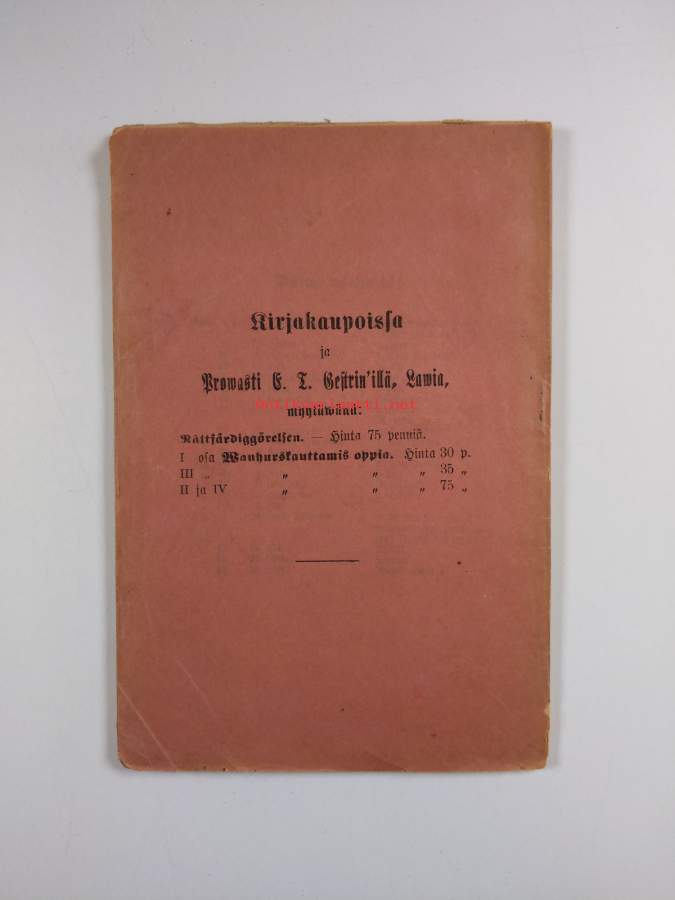 Kirjakaupoissa
ja
Prowasti E. T. Gestrin'illä, Lawia,
myytäwänä:
Rättfärdiggörelsen. — Hinta 75 penniä.
I osa Wanhurskauttamis oppia. Hinta 30 p.
III „ „ „ „ 35 „
II ja IV „ „ „ 75 „